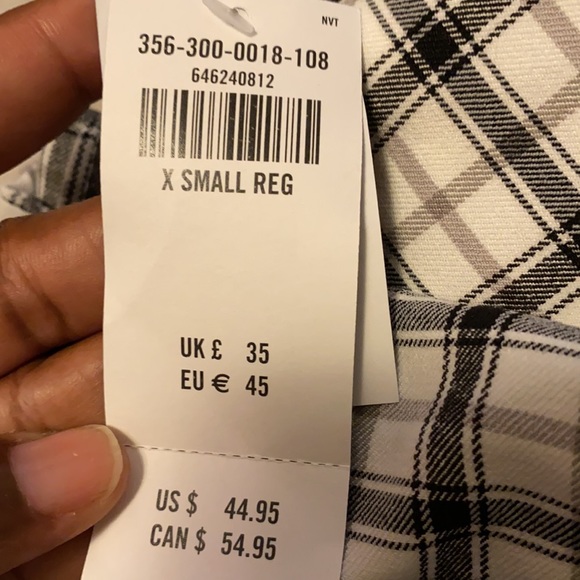 NVT
356-300-0018-108
646240812
X SMALL REG
UK £ 35
EU € 45
US $ 44.95
CAN $ 54.95